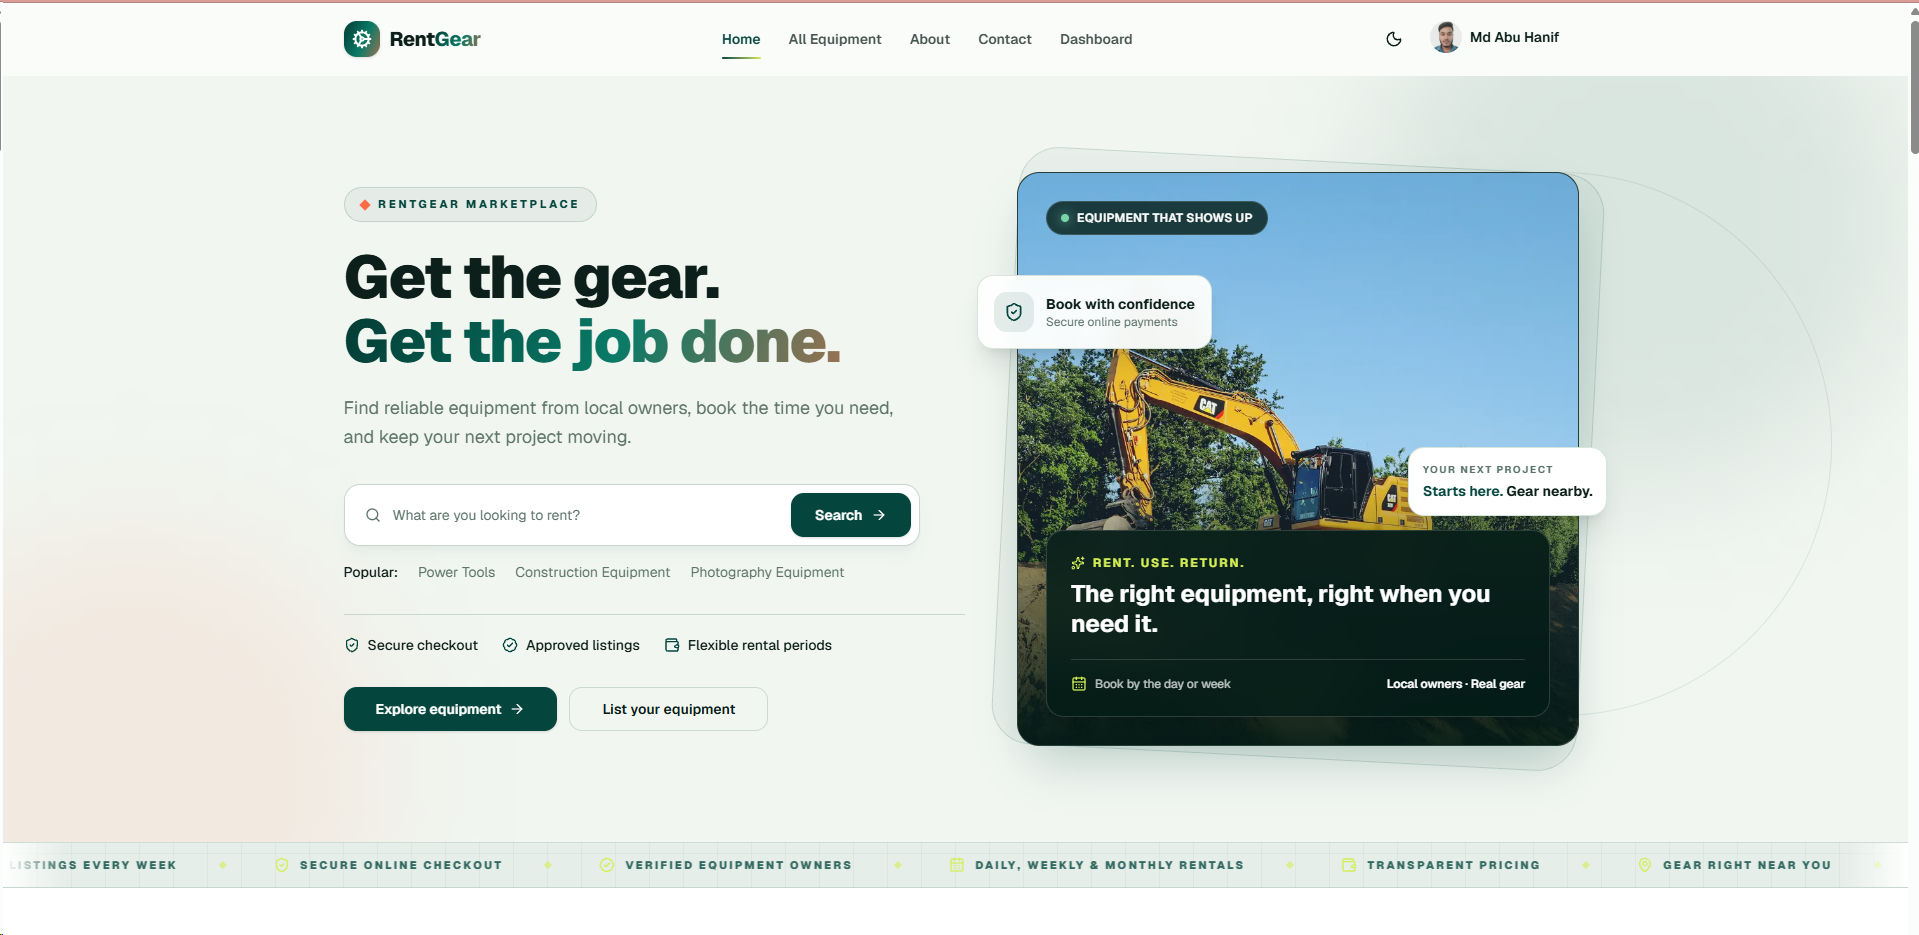 RentGear
Home
All Equipment
About
Contact
Dashboard
Md Abu Hanif
RENTGEAR MARKETPLACE
Get the gear.
Get the job done.
Find reliable equipment from local owners, book the time you need,
and keep your next project moving.
What are you looking to rent?
Search
Popular:
Power Tools
Construction Equipment
Photography Equipment
Secure checkout
Approved listings
Flexible rental periods
Explore equipment
List your equipment
EQUIPMENT THAT SHOWS UP
Book with confidence
Secure online payments
CAT
YOUR NEXT PROJECT
Starts here. Gear nearby.
CAT
RENT. USE. RETURN.
The right equipment, right when you
need it.
Book by the day or week
Local owners · Real gear
LISTINGS EVERY WEEK
SECURE ONLINE CHECKOUT
VERIFIED EQUIPMENT OWNERS
DAILY, WEEKLY & MONTHLY RENTALS
TRANSPARENT PRICING
GEAR RIGHT NEAR YOU